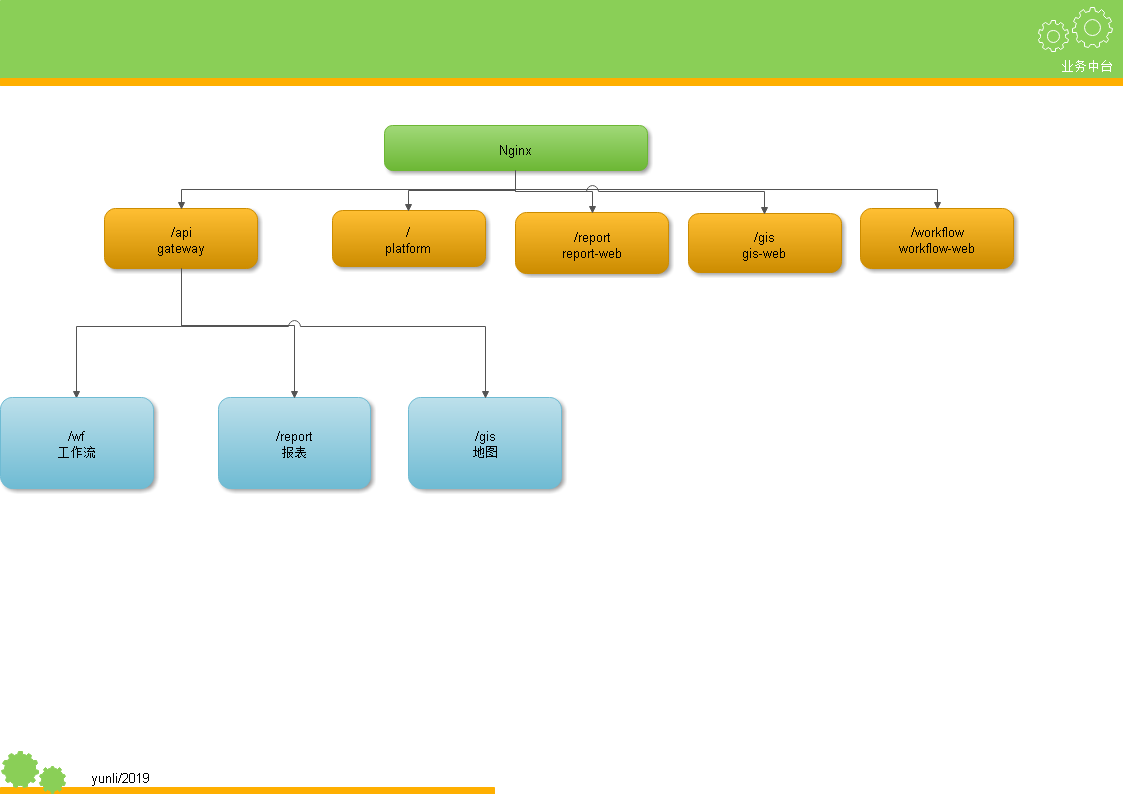 业务中台
Nginx
/api
gateway
/
platform
/report
report-web
/gis
gis-web
/workflow
workflow-web
/wf
工作流
/report
报表
/gis
地图
yunli/2019